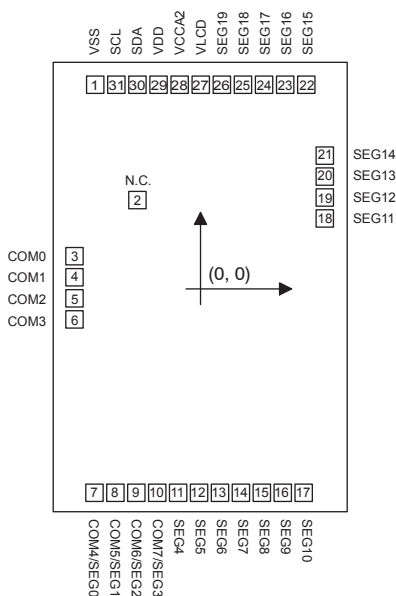 VSS SCL SDA VDD VCCA2 VLCD SEG19 SEG18 SEG17 SEG16 SEG15
1 31 30 29 28 27 26 25 24 23 22
21 SEG14
20 SEG13
N.C.
2
19 SEG12
18 SEG11
COM0 3
(0, 0)
COM1 4
COM2 5
COM3 6
7 8 9 10 11 12 13 14 15 16 17
COM4/SEG0 COM5/SEG1 COM6/SEG2 COM7/SEG3 SEG4 SEG5 SEG6 SEG7 SEG8 SEG9 SEG10